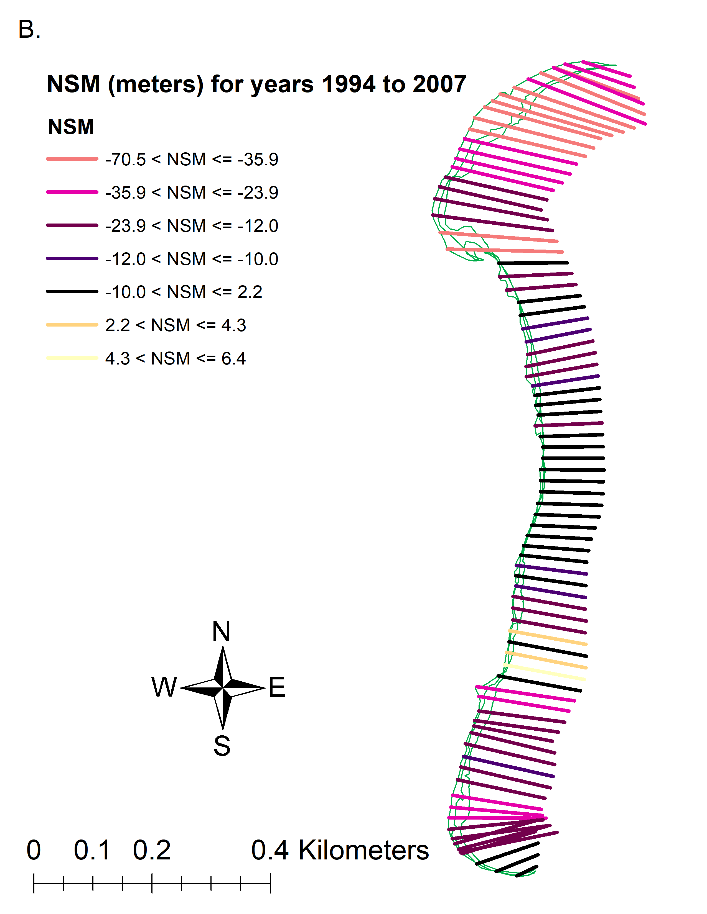 B.
NSM (meters) for years 1994 to 2007
NSM
-70.5 < NSM <= -35.9
-35.9 < NSM <= -23.9
-23.9 < NSM <= -12.0
-12.0 < NSM <= -10.0
-10.0 < NSM <= 2.2
2.2 < NSM <= 4.3
4.3 < NSM <= 6.4
N
W E
S
0 0.1 0.2 0.4 Kilometers